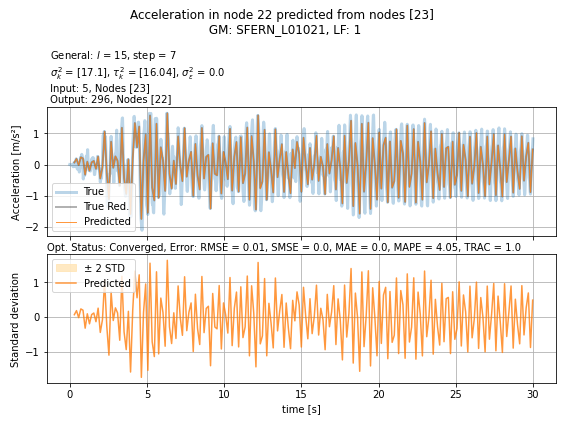 Acceleration in node 22 predicted from nodes [23]
GM: SFERN_L01021, LF: 1
General: l = 15, step = 7
σ²ₖ = [17.1], τ²ₖ = [16.04], σ²ε = 0.0
Input: 5, Nodes [23]
Output: 296, Nodes [22]
Acceleration [m/s²]
1
0
−1
−2
True
True Red.
Predicted
Opt. Status: Converged, Error: RMSE = 0.01, SMSE = 0.0, MAE = 0.0, MAPE = 4.05, TRAC = 1.0
Standard deviation
1
0
−1
± 2 STD
Predicted
0 5 10 15 20 25 30
time [s]